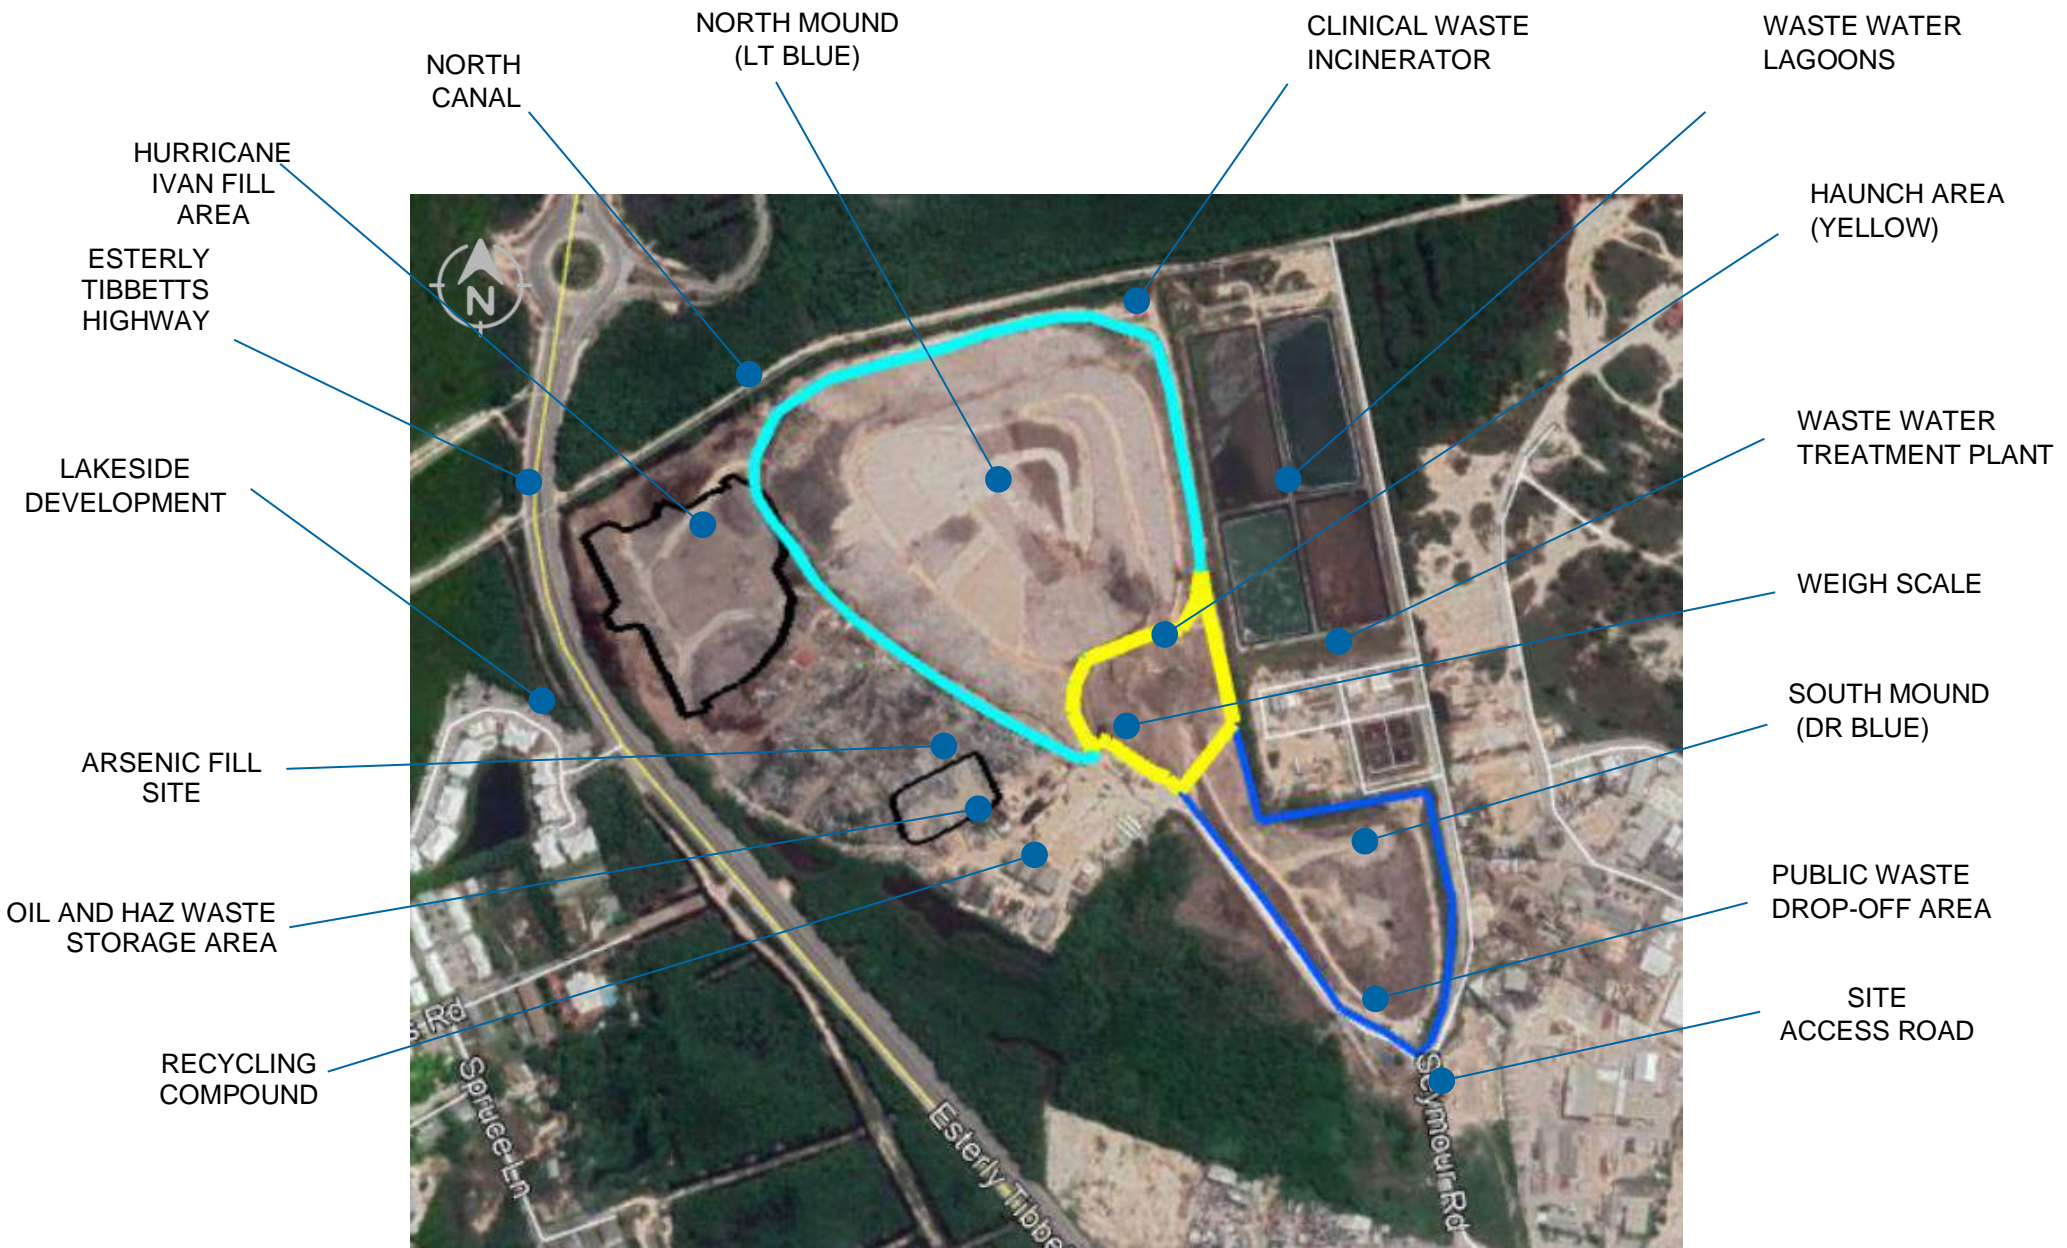 NORTH MOUND
(LT BLUE)
CLINICAL WASTE
INCINERATOR
WASTE WATER
LAGOONS
NORTH
CANAL
HURRICANE
IVAN FILL
AREA
HAUNCH AREA
(YELLOW)
ESTERLY
TIBBETTS
HIGHWAY
N
WASTE WATER
TREATMENT PLANT
LAKESIDE
DEVELOPMENT
WEIGH SCALE
SOUTH MOUND
(DR BLUE)
ARSENIC FILL
SITE
PUBLIC WASTE
DROP-OFF AREA
OIL AND HAZ WASTE
STORAGE AREA
SITE
ACCESS ROAD
RECYCLING
COMPOUND
s Rd
Spruce Ln
Esterly Tibbe
Seymour Rd